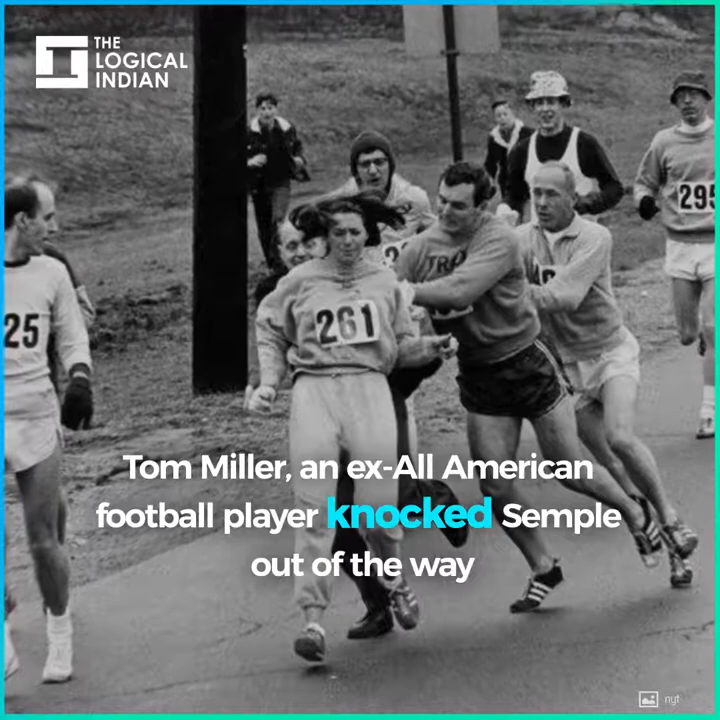 THE
LOGICAL
INDIAN
295
25
261
Tom Miller, an ex-All American
football player knocked Semple
out of the way
nyt